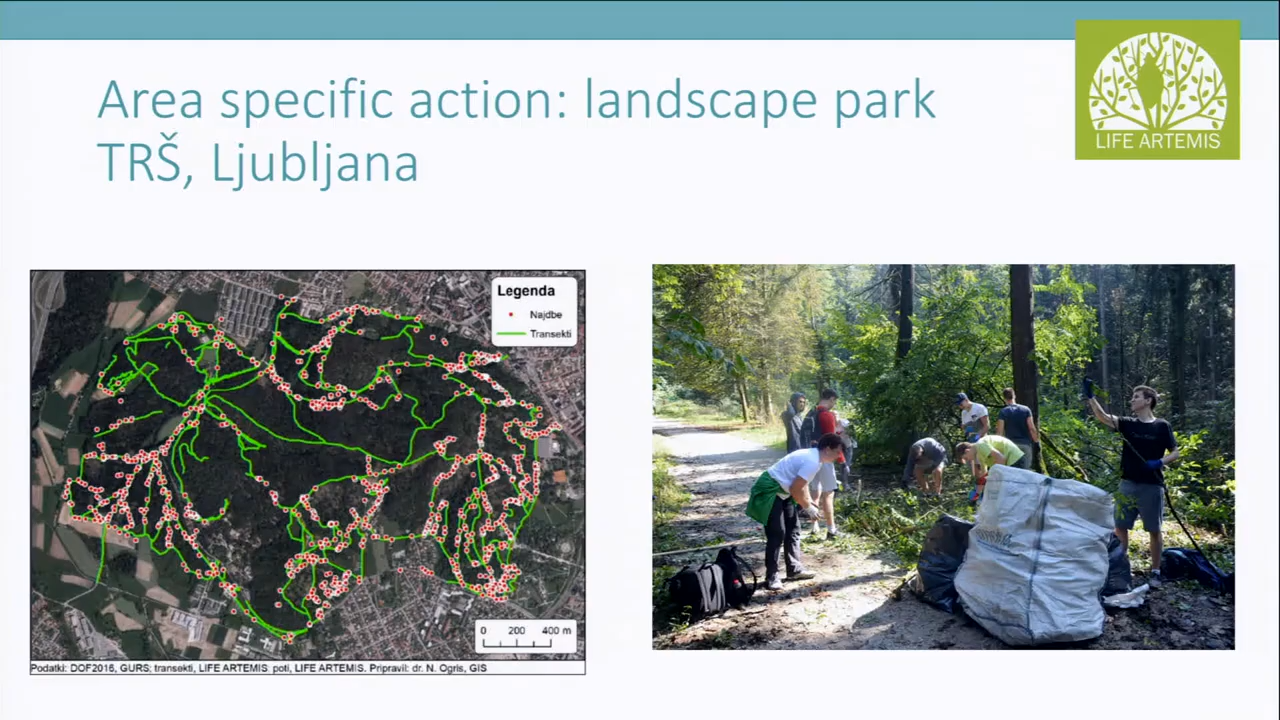 Area specific action: landscape park
TRŠ, Ljubljana
LIFE ARTEMIS
Legenda
Najdbe
Transekti
0 200 400 m
Podatki: DOF2016, GURS; transekti, LIFE ARTEMIS: poti, LIFE ARTEMIS. Pripravil: dr. N. Ogris, GIS